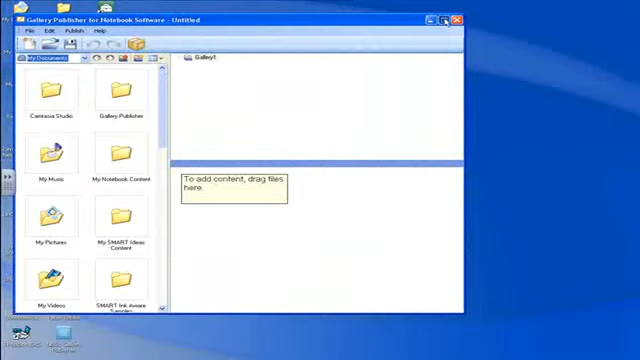 Gallery Publisher for Notebook Software - Untitled
File Edit Publish Help
My Documents
Gallery1
Camtasia Studio
Gallery Publisher
To add content, drag files
here.
My Music
My Notebook Content
My Pictures
My SMART Ideas
Content
My Videos
SMART Ink Aware
Samples